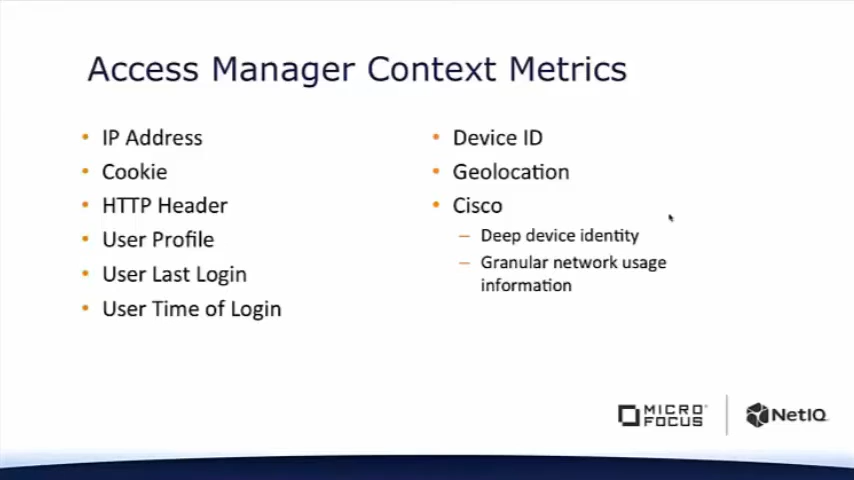 Access Manager Context Metrics
• IP Address
• Cookie
• HTTP Header
• User Profile
• User Last Login
• User Time of Login
• Device ID
• Geolocation
• Cisco
– Deep device identity
– Granular network usage
information
MICRO
FOCUS
NetIQ